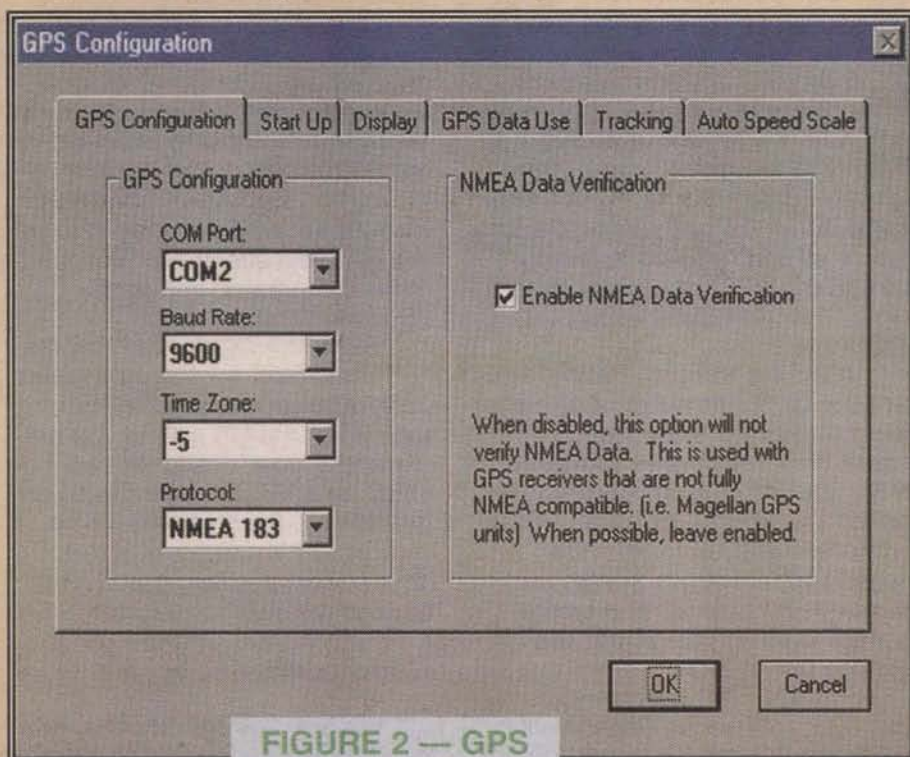 GPS Configuration
GPS Configuration
Start Up
Display
GPS Data Use
Tracking
Auto Speed Scale
GPS Configuration
COM Port:
COM2
Baud Rate:
9600
Time Zone:
-5
Protocol:
NMEA 183
NMEA Data Verification
Enable NMEA Data Verification
When disabled, this option will not
verify NMEA Data. This is used with
GPS receivers that are not fully
NMEA compatible. (i.e. Magellan GPS
units) When possible, leave enabled.
OK
Cancel
FIGURE 2 — GPS